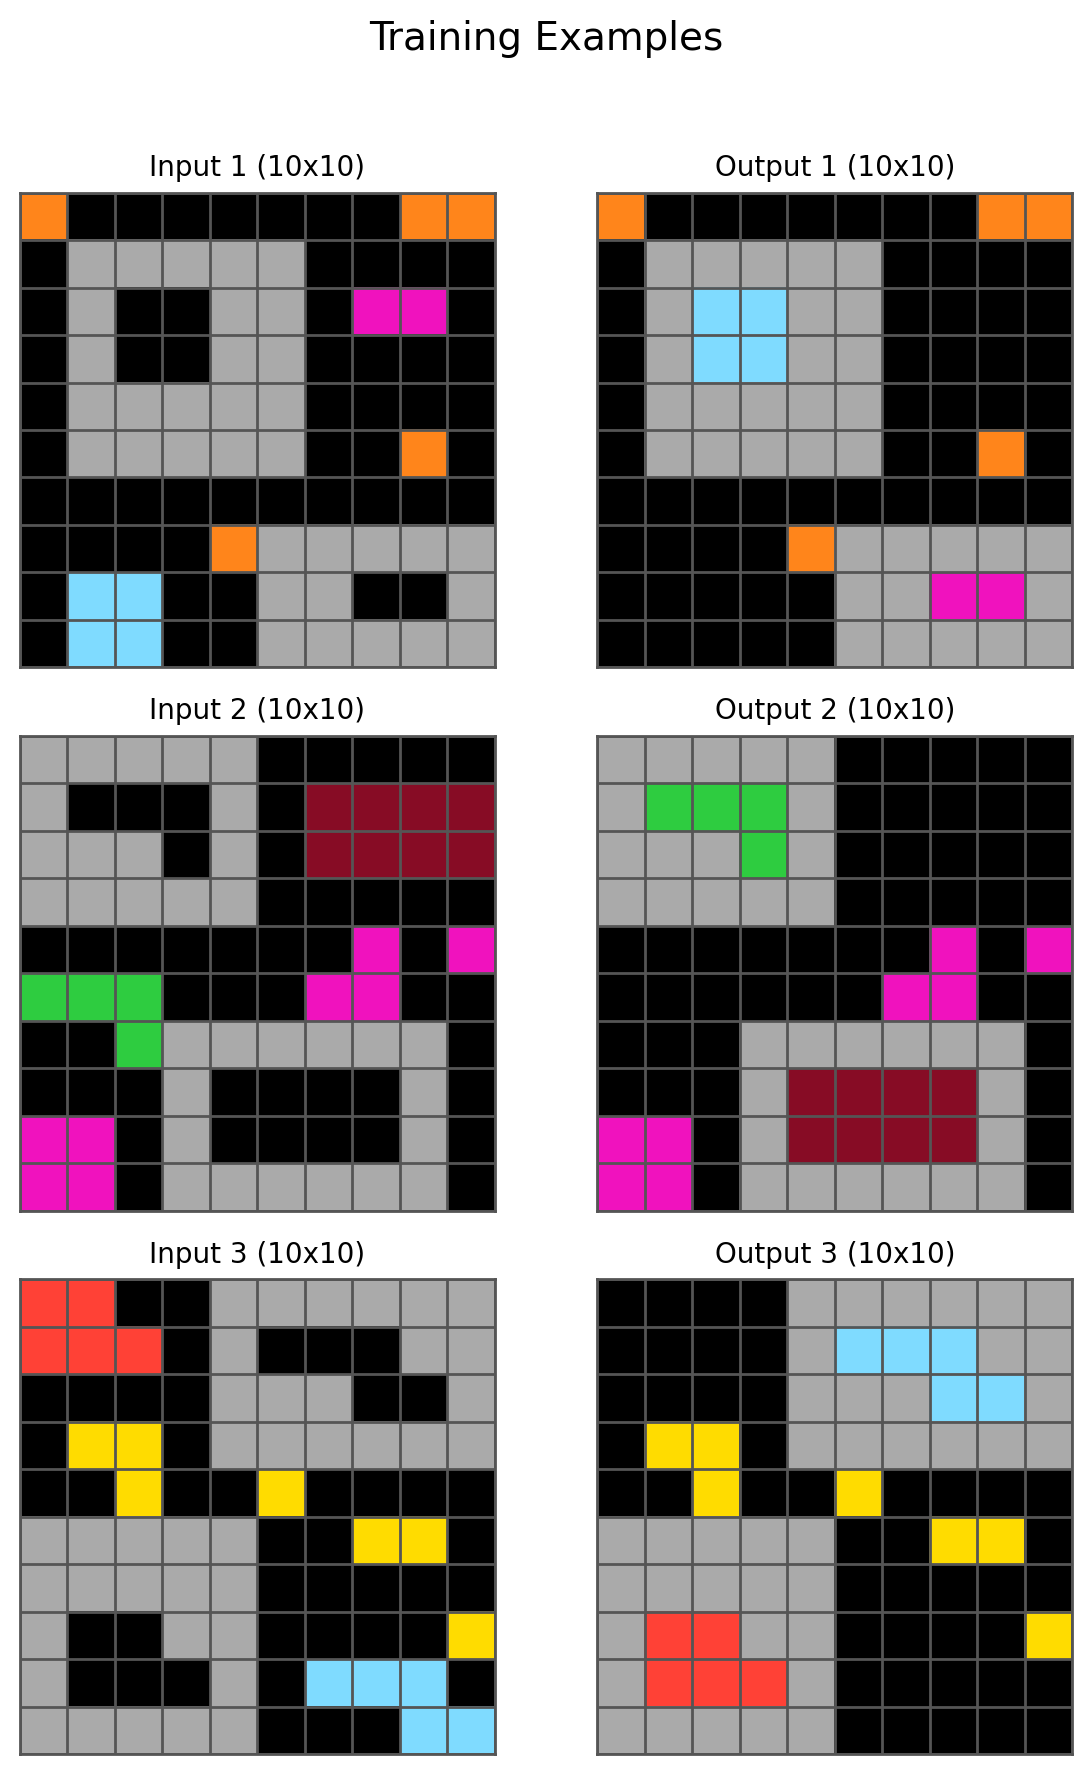 Training Examples
Input 1 (10x10)
Output 1 (10x10)
Input 2 (10x10)
Output 2 (10x10)
Input 3 (10x10)
Output 3 (10x10)